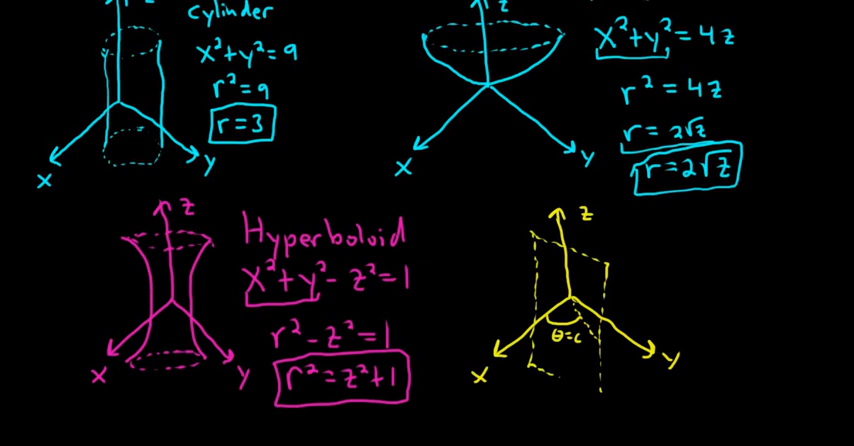 z
Cylinder
x²+y²=9
r²=9
r=3
x
y
z
x²+y²=4z
r²=4z
r=2√z
r=2√z
x
y
z
Hyperboloid
x²+y²-z²=1
r²-z²=1
r²=z²+1
x
y
z
θ=c
x
y